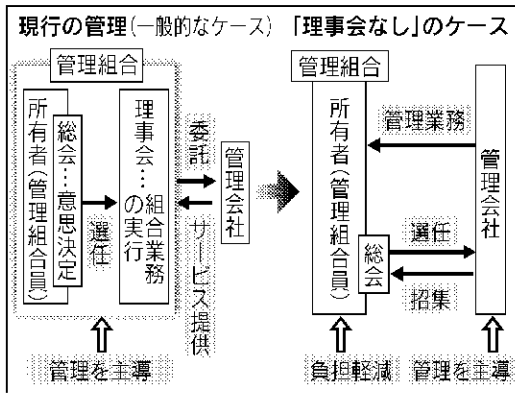 現行の管理(一般的なケース)
管理組合
所有者(管理組合員)
総会…意思決定
選任
理事会…組合業務
の実行
委託
サービス提供
管理会社
管理を主導
「理事会なし」のケース
管理組合
所有者(管理組合員)
総会
管理業務
選任
招集
管理会社
負担軽減
管理を主導